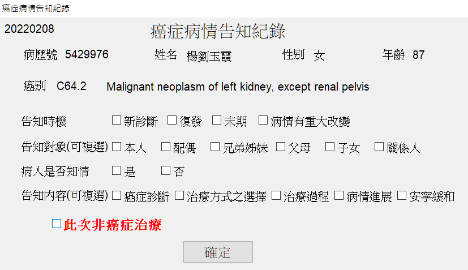 癌症病情告知紀錄
20220208 癌症病情告知紀錄
病歷號 5429976 姓名 楊劉玉霞 性別 女 年齡 87
癌別 C64.2 Malignant neoplasm of left kidney, except renal pelvis
告知時機 新診斷 復發 末期 病情有重大改變
告知對象(可複選) 本人 配偶 兄弟姊妹 父母 子女 關係人
病人是否知情 是 否
告知內容(可複選) 癌症診斷 治療方式之選擇 治療過程 病情進展 安寧緩和
此次非癌症治療
確定